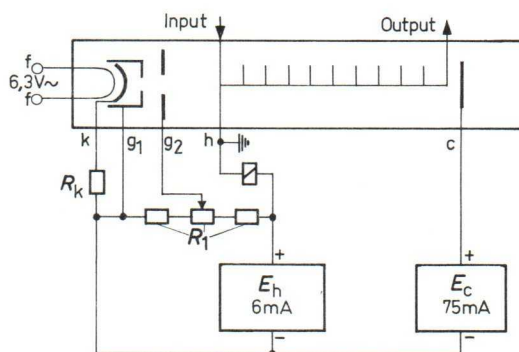 Input Output
f
6,3V~
f
k g1 g2 h c
Rk
R1
+ +
Eh Ec
6mA 75mA
- -